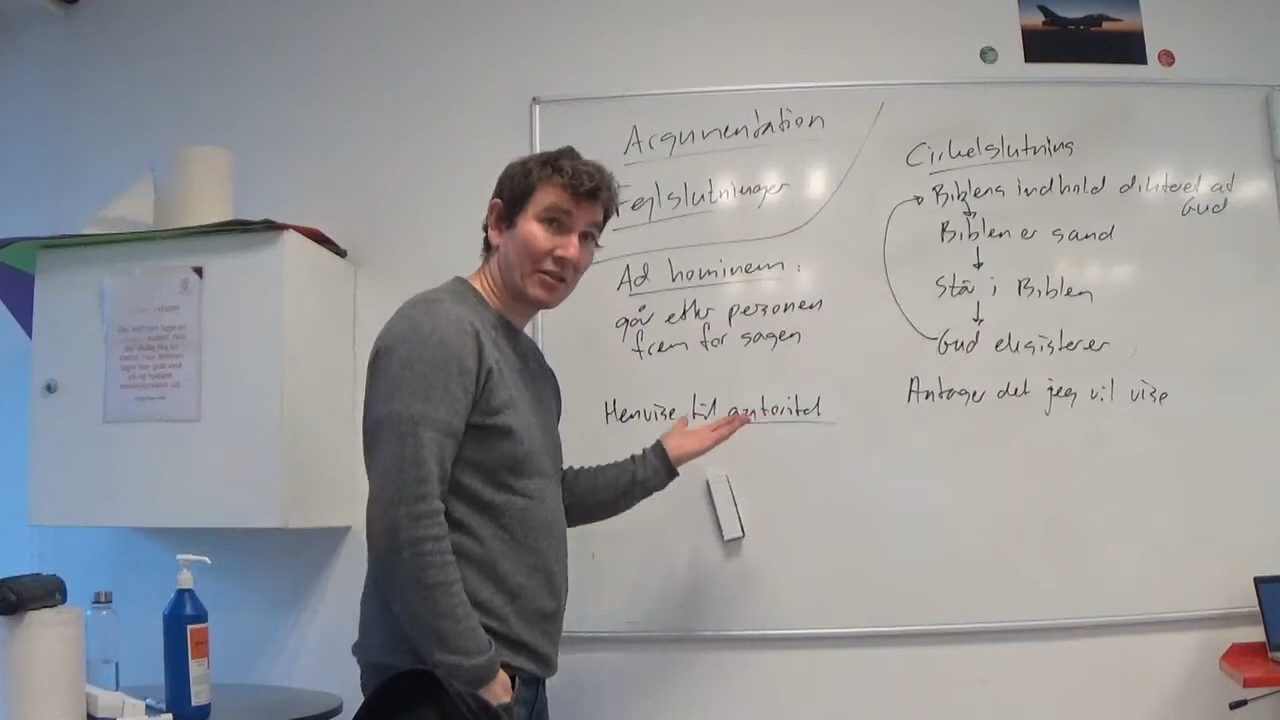 Argumentation
Fejlslutninger
Ad hominem:
går efter personen
frem for sagen
Henvise til autoritet
Cirkelslutning
Biblens indhold dikteret ad
Gud
Biblen er sand
Stå i Biblen
Gud eksisterer
Antager det jeg vil vise